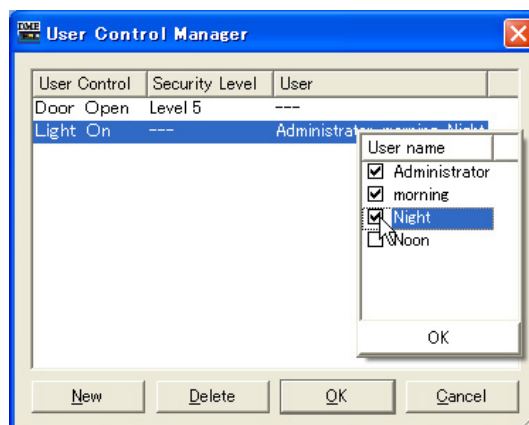 DME
User Control Manager
User Control Security Level User
Door Open Level 5 ---
Light On --- Administrator, morning, Night
User name
Administrator
morning
Night
Noon
OK
New Delete OK Cancel